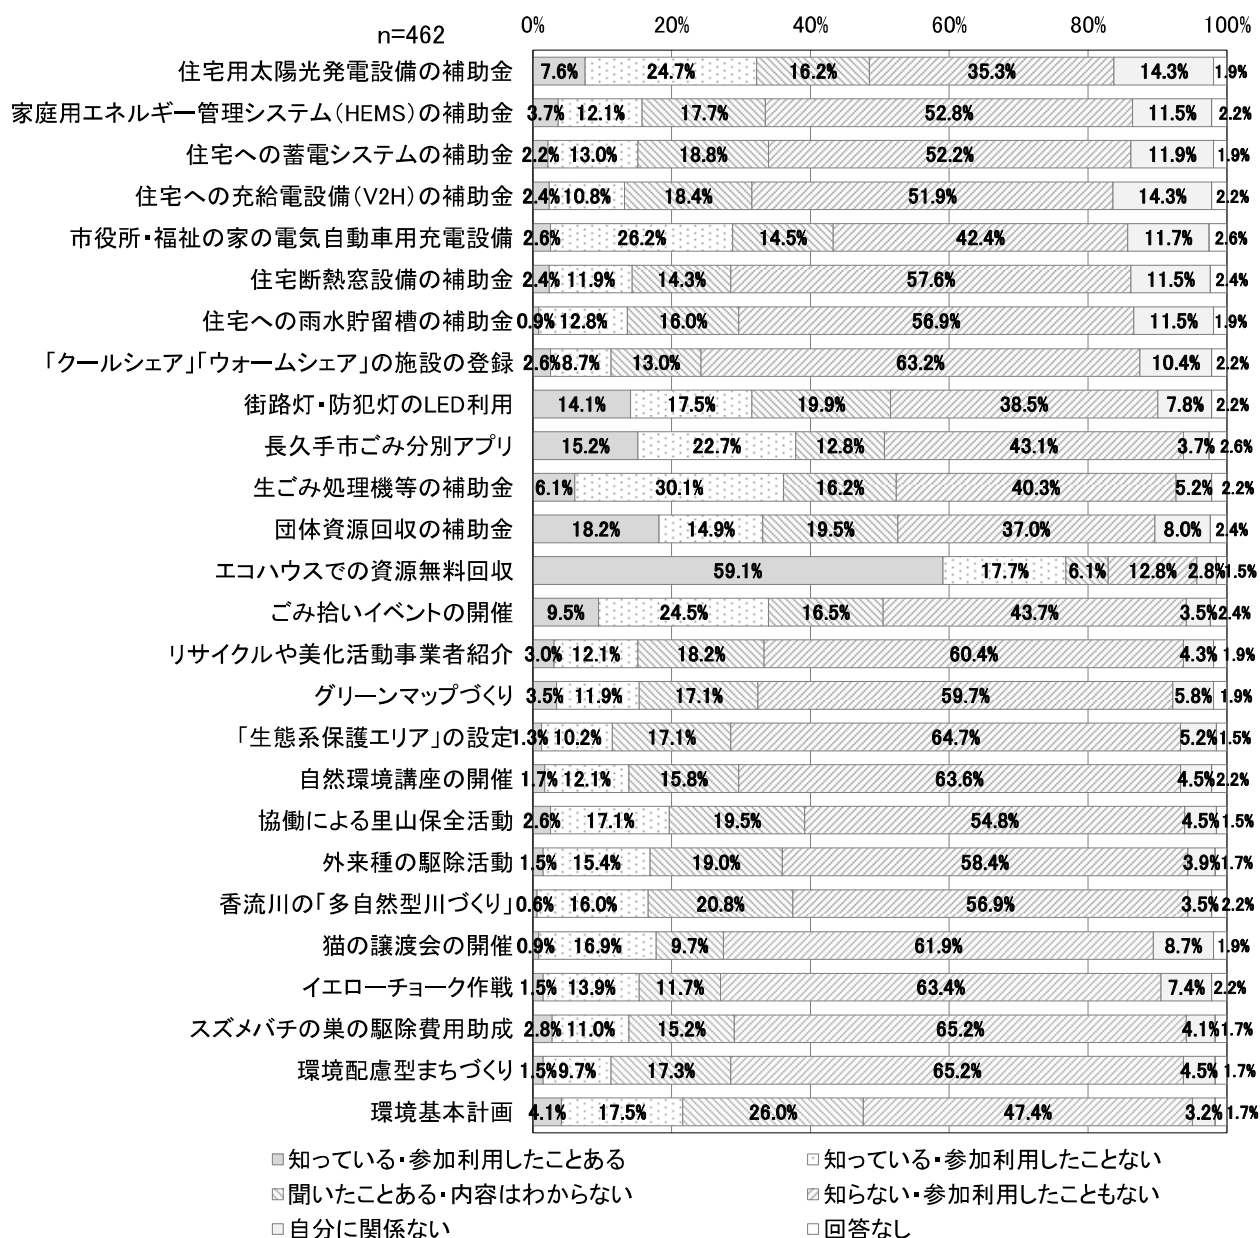 n=462
0% 20% 40% 60% 80% 100%
住宅用太陽光発電設備の補助金 7.6% 24.7% 16.2% 35.3% 14.3% 1.9%
家庭用エネルギー管理システム(HEMS)の補助金 3.7% 12.1% 17.7% 52.8% 11.5% 2.2%
住宅への蓄電システムの補助金 2.2% 13.0% 18.8% 52.2% 11.9% 1.9%
住宅への充給電設備(V2H)の補助金 2.4% 10.8% 18.4% 51.9% 14.3% 2.2%
市役所・福祉の家の電気自動車用充電設備 2.6% 26.2% 14.5% 42.4% 11.7% 2.6%
住宅断熱窓設備の補助金 2.4% 11.9% 14.3% 57.6% 11.5% 2.4%
住宅への雨水貯留槽の補助金 0.9% 12.8% 16.0% 56.9% 11.5% 1.9%
「クールシェア」「ウォームシェア」の施設の登録 2.6% 8.7% 13.0% 63.2% 10.4% 2.2%
街路灯・防犯灯のLED利用 14.1% 17.5% 19.9% 38.5% 7.8% 2.2%
長久手市ごみ分別アプリ 15.2% 22.7% 12.8% 43.1% 3.7% 2.6%
生ごみ処理機等の補助金 6.1% 30.1% 16.2% 40.3% 5.2% 2.2%
団体資源回収の補助金 18.2% 14.9% 19.5% 37.0% 8.0% 2.4%
エコハウスでの資源無料回収 59.1% 17.7% 6.1% 12.8% 2.8% 1.5%
ごみ拾いイベントの開催 9.5% 24.5% 16.5% 43.7% 3.5% 2.4%
リサイクルや美化活動事業者紹介 3.0% 12.1% 18.2% 60.4% 4.3% 1.9%
グリーンマップづくり 3.5% 11.9% 17.1% 59.7% 5.8% 1.9%
「生態系保護エリア」の設定 1.3% 10.2% 17.1% 64.7% 5.2% 1.5%
自然環境講座の開催 1.7% 12.1% 15.8% 63.6% 4.5% 2.2%
協働による里山保全活動 2.6% 17.1% 19.5% 54.8% 4.5% 1.5%
外来種の駆除活動 1.5% 15.4% 19.0% 58.4% 3.9% 1.7%
香流川の「多自然型川づくり」 0.6% 16.0% 20.8% 56.9% 3.5% 2.2%
猫の譲渡会の開催 0.9% 16.9% 9.7% 61.9% 8.7% 1.9%
イエローチョーク作戦 1.5% 13.9% 11.7% 63.4% 7.4% 2.2%
スズメバチの巣の駆除費用助成 2.8% 11.0% 15.2% 65.2% 4.1% 1.7%
環境配慮型まちづくり 1.5% 9.7% 17.3% 65.2% 4.5% 1.7%
環境基本計画 4.1% 17.5% 26.0% 47.4% 3.2% 1.7%
知っている・参加利用したことある 知っている・参加利用したことない
聞いたことある・内容はわからない 知らない・参加利用したこともない
自分に関係ない 回答なし